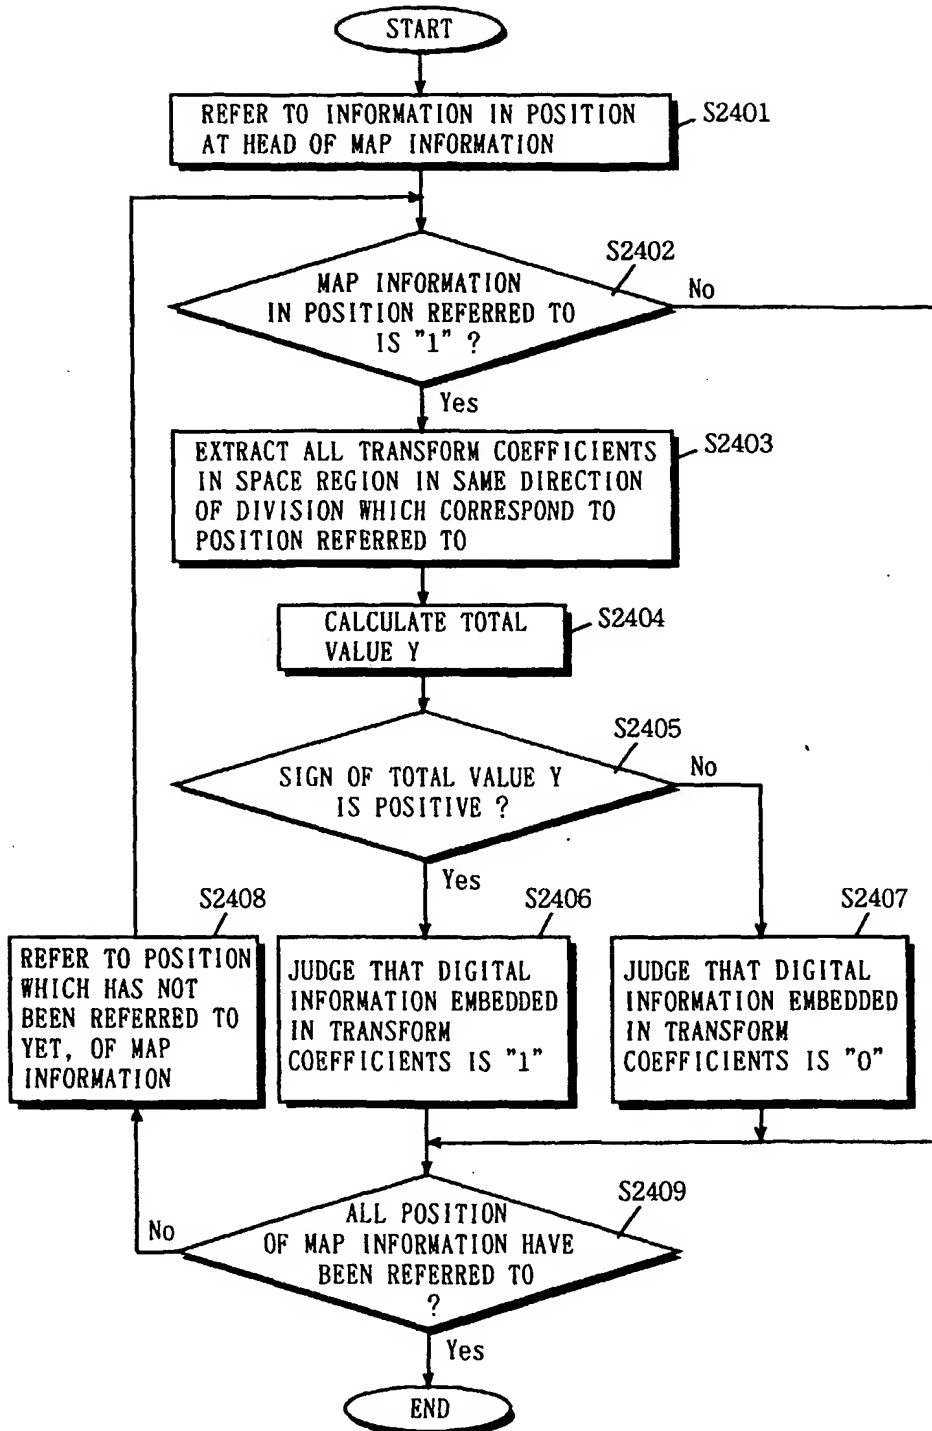 START
REFER TO INFORMATION IN POSITION
AT HEAD OF MAP INFORMATION
S2401
S2402
MAP INFORMATION
IN POSITION REFERRED TO
IS "1" ?
No
Yes
EXTRACT ALL TRANSFORM COEFFICIENTS
IN SPACE REGION IN SAME DIRECTION
OF DIVISION WHICH CORRESPOND TO
POSITION REFERRED TO
S2403
CALCULATE TOTAL
VALUE Y
S2404
S2405
SIGN OF TOTAL VALUE Y
IS POSITIVE ?
No
Yes
S2408
REFER TO POSITION
WHICH HAS NOT
BEEN REFERRED TO
YET, OF MAP
INFORMATION
S2406
JUDGE THAT DIGITAL
INFORMATION EMBEDDED
IN TRANSFORM
COEFFICIENTS IS "1"
S2407
JUDGE THAT DIGITAL
INFORMATION EMBEDDED
IN TRANSFORM
COEFFICIENTS IS "0"
S2409
ALL POSITION
OF MAP INFORMATION HAVE
BEEN REFERRED TO
?
No
Yes
END